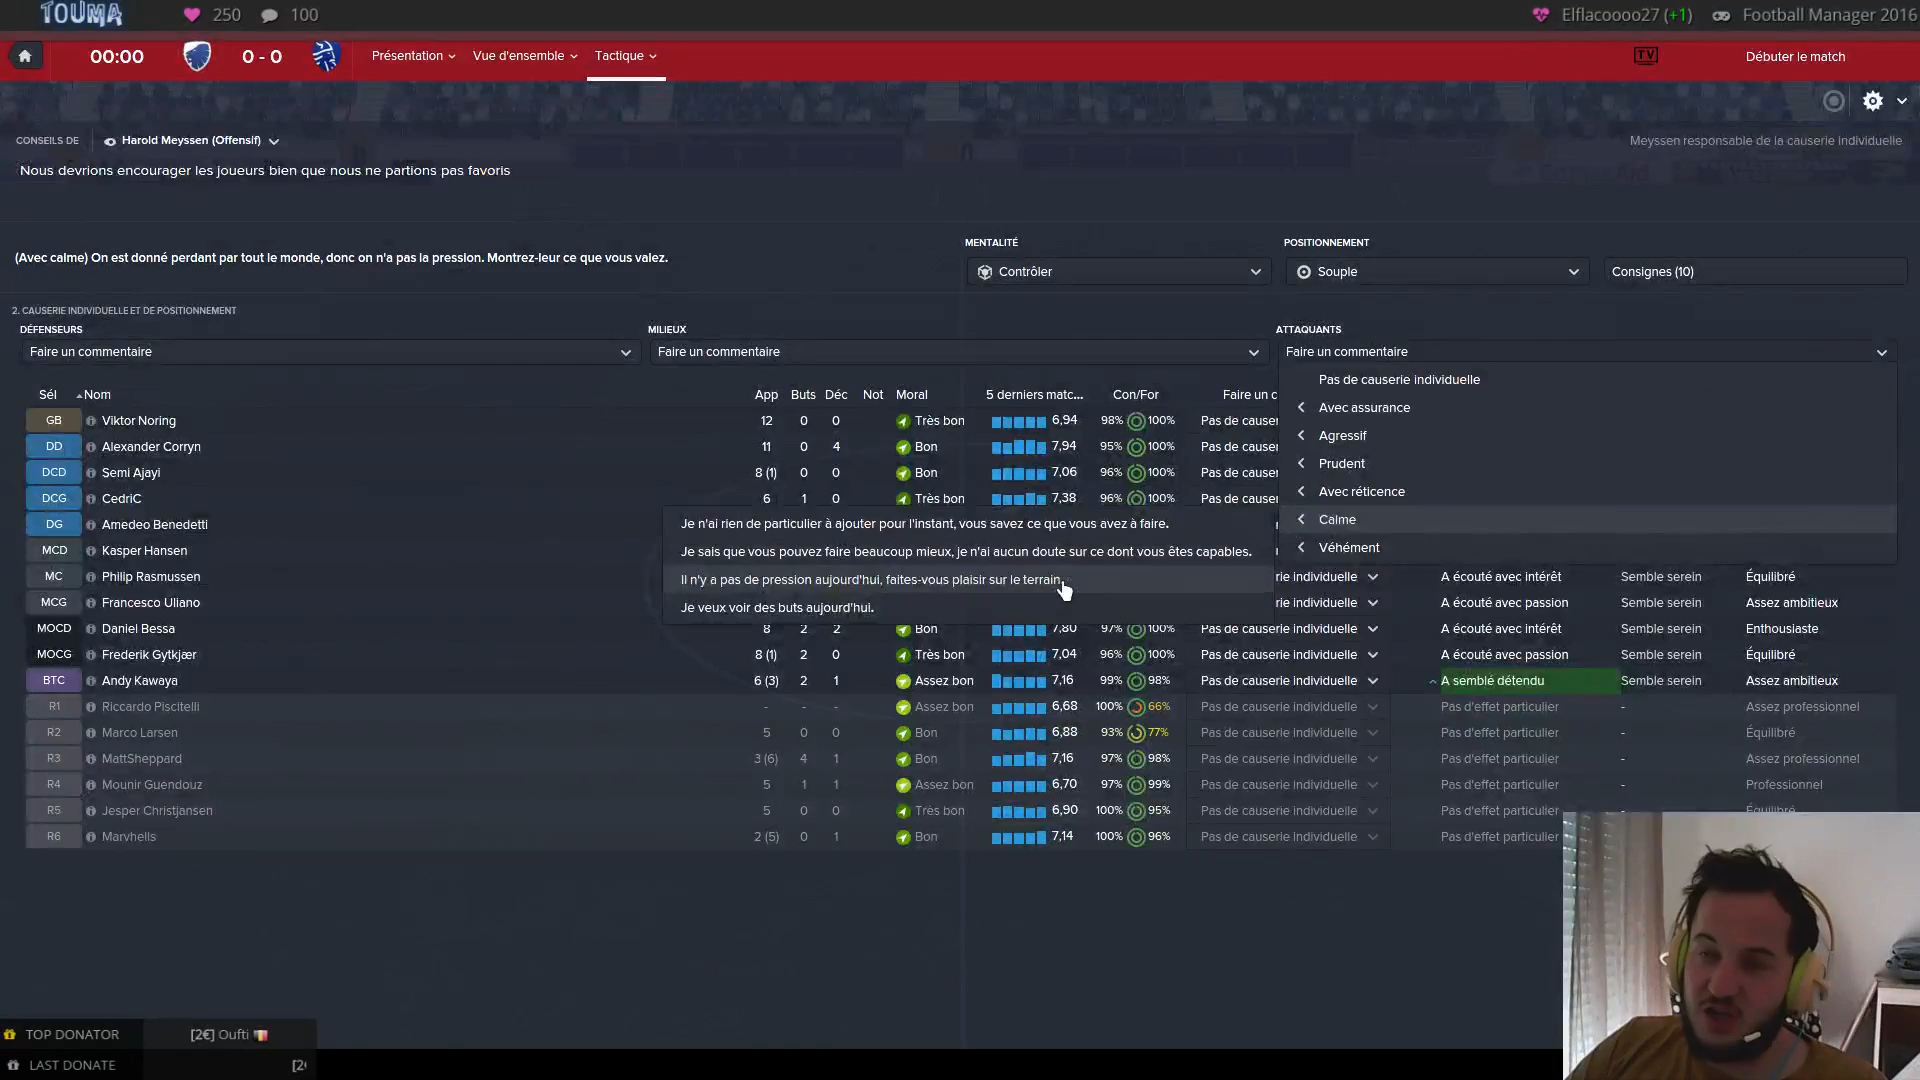 TOUMA 250 100 Elflacoooo27 (+1) Football Manager 2016
00:00 0 - 0 Présentation Vue d'ensemble Tactique TV Débuter le match
CONSEILS DE Harold Meyssen (Offensif) Meyssen responsable de la causerie individuelle
Nous devrions encourager les joueurs bien que nous ne partions pas favoris
MENTALITÉ POSITIONNEMENT
(Avec calme) On est donné perdant par tout le monde, donc on n'a pas la pression. Montrez-leur ce que vous valez.
Contrôler Souple Consignes (10)
2. CAUSERIE INDIVIDUELLE ET DE POSITIONNEMENT
DÉFENSEURS MILIEUX ATTAQUANTS
Faire un commentaire Faire un commentaire Faire un commentaire
Pas de causerie individuelle
Sél Nom App Buts Déc Not Moral 5 derniers matc... Con/For Faire un c
Avec assurance
GB Viktor Noring 12 0 0 Très bon 6,94 98% 100% Pas de causer
Agressif
DD Alexander Corryn 11 0 4 Bon 7,94 95% 100% Pas de causer
Prudent
DCD Semi Ajayi 8 (1) 0 0 Bon 7,06 96% 100% Pas de causer
Avec réticence
DCG CedriC 6 1 0 Très bon 7,38 96% 100% Pas de causer
Calme
DG Amedeo Benedetti
Je n'ai rien de particulier à ajouter pour l'instant, vous savez ce que vous avez à faire.
Véhément
MCD Kasper Hansen
Je sais que vous pouvez faire beaucoup mieux, je n'ai aucun doute sur ce dont vous êtes capables.
MC Philip Rasmussen
Il n'y a pas de pression aujourd'hui, faites-vous plaisir sur le terrain.
rie individuelle A écouté avec intérêt Semble serein Équilibré
MCG Francesco Uliano
Je veux voir des buts aujourd'hui.
rie individuelle A écouté avec passion Semble serein Assez ambitieux
MOCD Daniel Bessa 8 2 2 Bon 7,80 97% 100% Pas de causerie individuelle A écouté avec intérêt Semble serein Enthousiaste
MOCG Frederik Gytkjær 8 (1) 2 0 Très bon 7,04 96% 100% Pas de causerie individuelle A écouté avec passion Semble serein Équilibré
BTC Andy Kawaya 6 (3) 2 1 Assez bon 7,16 99% 98% Pas de causerie individuelle A semblé détendu Semble serein Assez ambitieux
R1 Riccardo Piscitelli - - - Assez bon 6,68 100% 66% Pas de causerie individuelle Pas d'effet particulier - Assez professionnel
R2 Marco Larsen 5 0 0 Bon 6,88 93% 77% Pas de causerie individuelle Pas d'effet particulier - Équilibré
R3 MattSheppard 3 (6) 4 1 Bon 7,16 97% 98% Pas de causerie individuelle Pas d'effet particulier - Assez professionnel
R4 Mounir Guendouz 5 1 1 Assez bon 6,70 97% 99% Pas de causerie individuelle Pas d'effet particulier - Professionnel
R5 Jesper Christjansen 5 0 0 Très bon 6,90 100% 95% Pas de causerie individuelle Pas d'effet particulier - Équilibré
R6 Marvhells 2 (5) 0 1 Bon 7,14 100% 96% Pas de causerie individuelle Pas d'effet particulier
TOP DONATOR [2€] Oufti
LAST DONATE [2